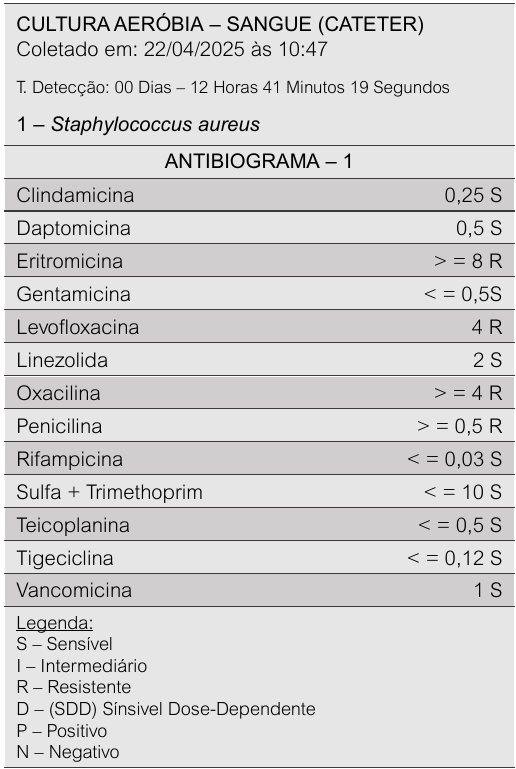 CULTURA AERÓBIA – SANGUE (CATETER)
Coletado em: 22/04/2025 às 10:47
T. Detecção: 00 Dias – 12 Horas 41 Minutos 19 Segundos
1 – Staphylococcus aureus
ANTIBIOGRAMA – 1
Clindamicina 0,25 S
Daptomicina 0,5 S
Eritromicina > = 8 R
Gentamicina < = 0,5S
Levofloxacina 4 R
Linezolida 2 S
Oxacilina > = 4 R
Penicilina > = 0,5 R
Rifampicina < = 0,03 S
Sulfa + Trimethoprim < = 10 S
Teicoplanina < = 0,5 S
Tigeciclina < = 0,12 S
Vancomicina 1 S
Legenda:
S – Sensível
I – Intermediário
R – Resistente
D – (SDD) Sínsivel Dose-Dependente
P – Positivo
N – Negativo